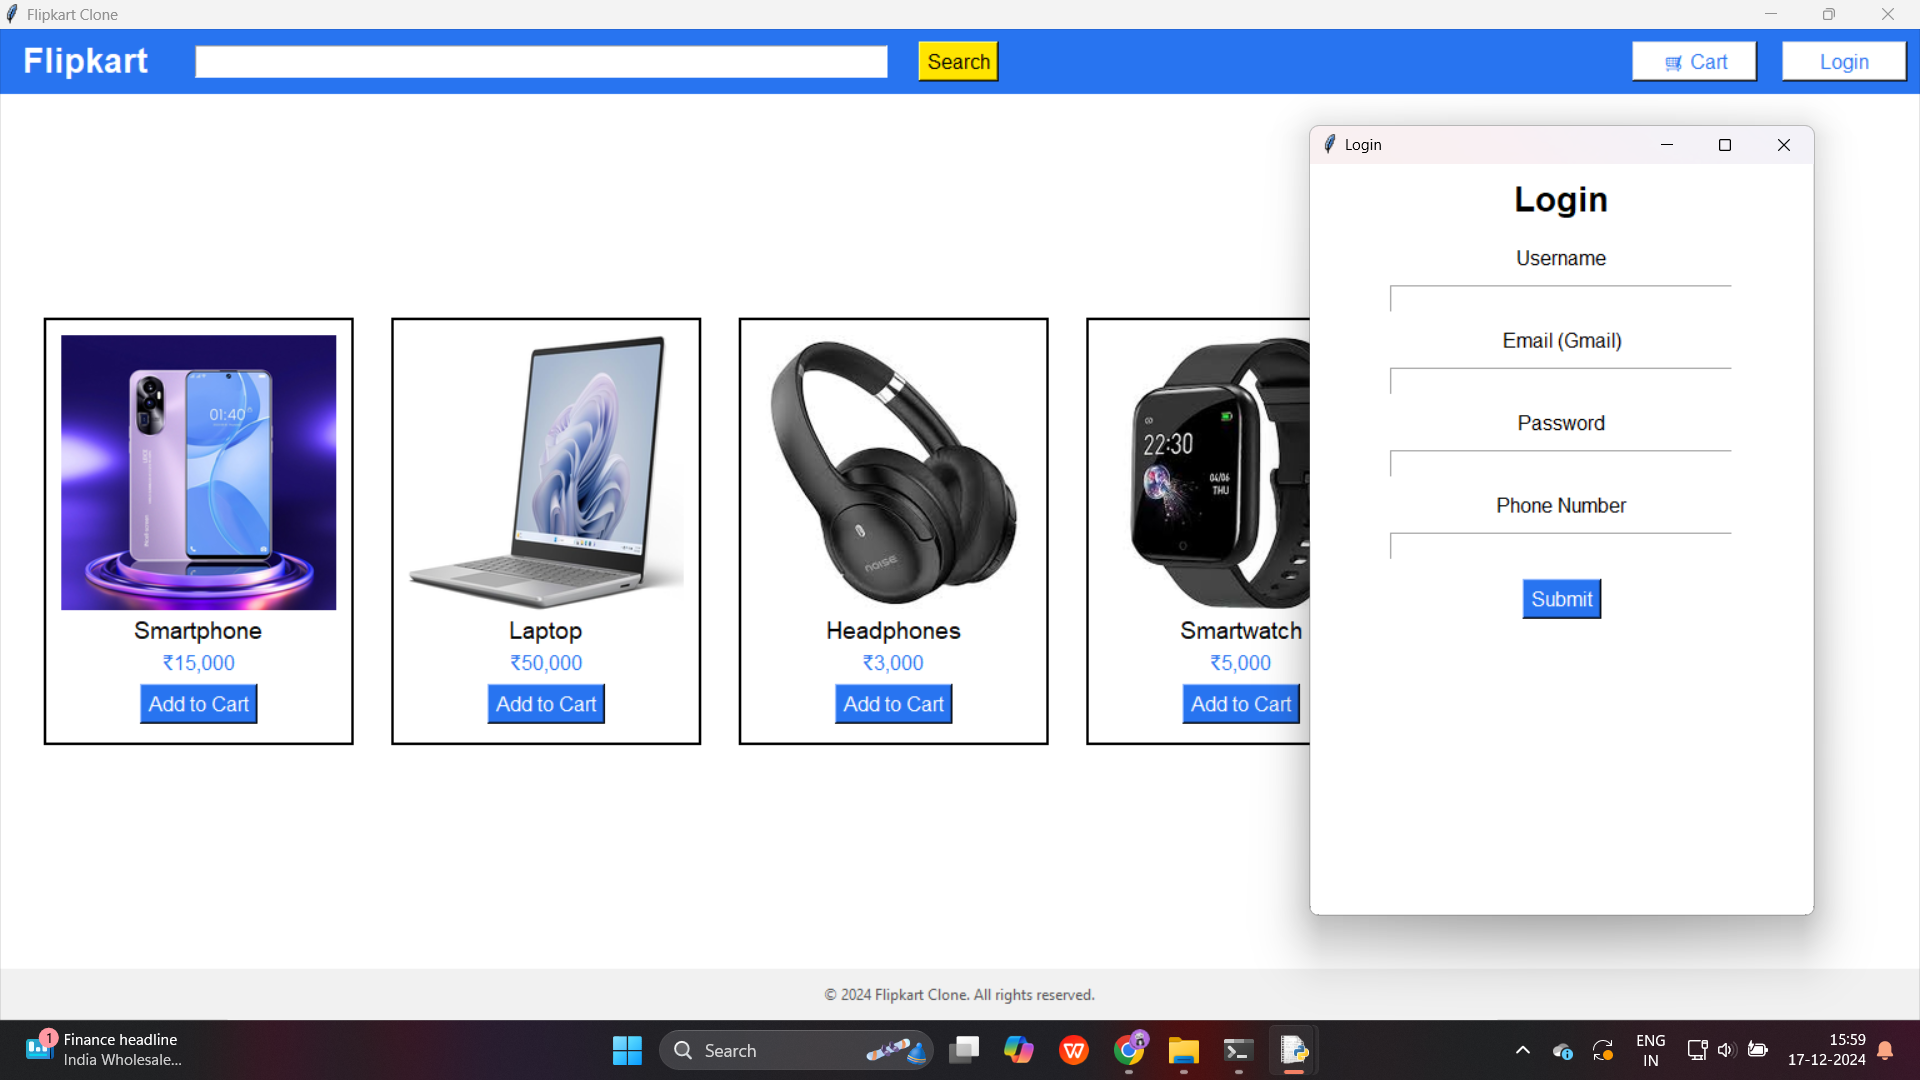 Flipkart Clone
Flipkart
Search
Cart
Login
Login
Login
Username
Email (Gmail)
Password
Phone Number
Submit
01:40
22:30
04/06
THU
noise
Smartphone
Laptop
Headphones
Smartwatch
₹15,000
₹50,000
₹3,000
₹5,000
Add to Cart
Add to Cart
Add to Cart
Add to Cart
© 2024 Flipkart Clone. All rights reserved.
1
Finance headline
India Wholesale...
Search
ENG
IN
15:59
17-12-2024